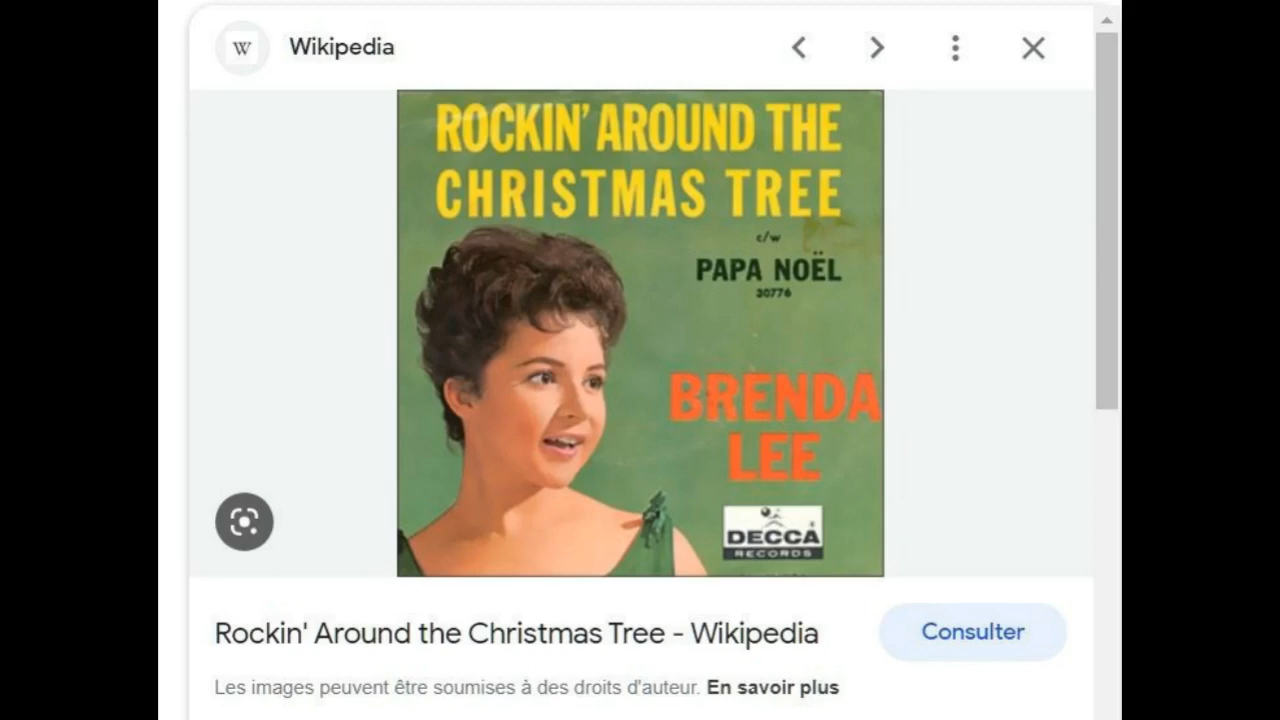 W
Wikipedia
ROCKIN' AROUND THE
CHRISTMAS TREE
c/w
PAPA NOËL
30776
BRENDA
LEE
DECCA
RECORDS
Rockin' Around the Christmas Tree - Wikipedia
Consulter
Les images peuvent être soumises à des droits d'auteur. En savoir plus